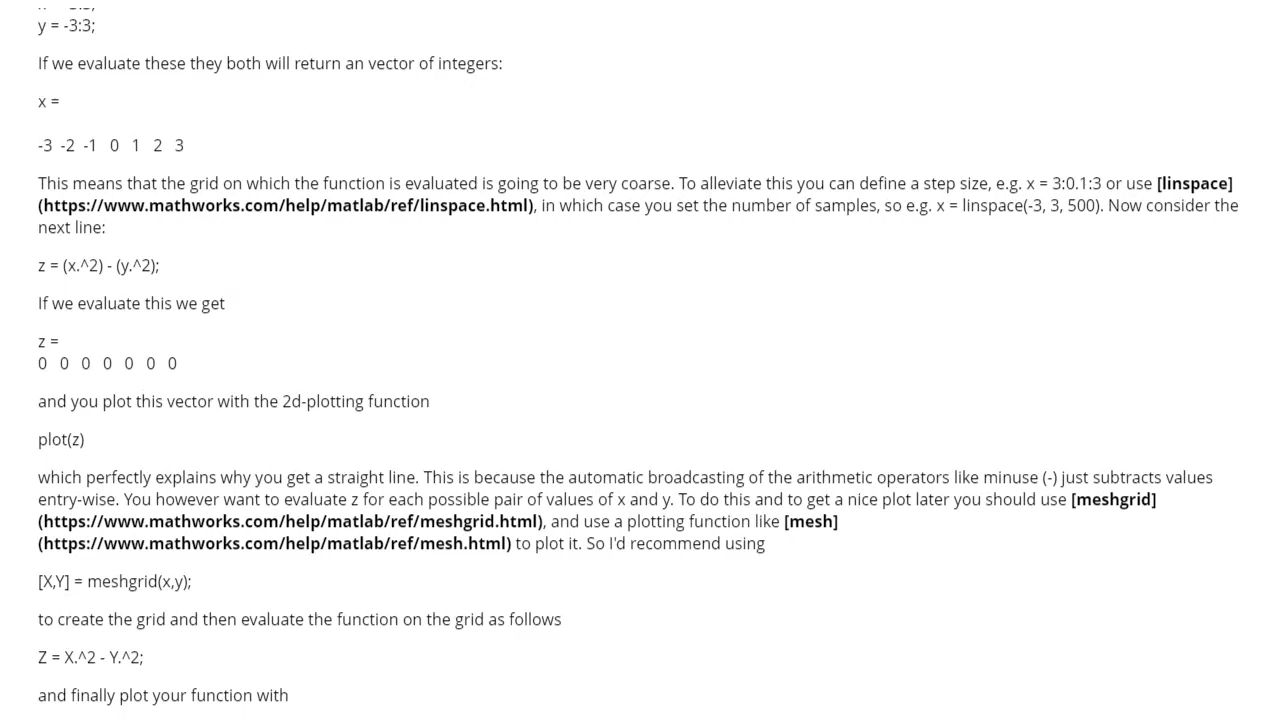 y = -3:3;
If we evaluate these they both will return an vector of integers:
x =
-3 -2 -1 0 1 2 3
This means that the grid on which the function is evaluated is going to be very coarse. To alleviate this you can define a step size, e.g. x = 3:0.1:3 or use [linspace]
(https://www.mathworks.com/help/matlab/ref/linspace.html), in which case you set the number of samples, so e.g. x = linspace(-3, 3, 500). Now consider the
next line:
z = (x.^2) - (y.^2);
If we evaluate this we get
z =
0 0 0 0 0 0 0
and you plot this vector with the 2d-plotting function
plot(z)
which perfectly explains why you get a straight line. This is because the automatic broadcasting of the arithmetic operators like minuse (-) just subtracts values
entry-wise. You however want to evaluate z for each possible pair of values of x and y. To do this and to get a nice plot later you should use [meshgrid]
(https://www.mathworks.com/help/matlab/ref/meshgrid.html), and use a plotting function like [mesh]
(https://www.mathworks.com/help/matlab/ref/mesh.html) to plot it. So I'd recommend using
[X,Y] = meshgrid(x,y);
to create the grid and then evaluate the function on the grid as follows
Z = X.^2 - Y.^2;
and finally plot your function with